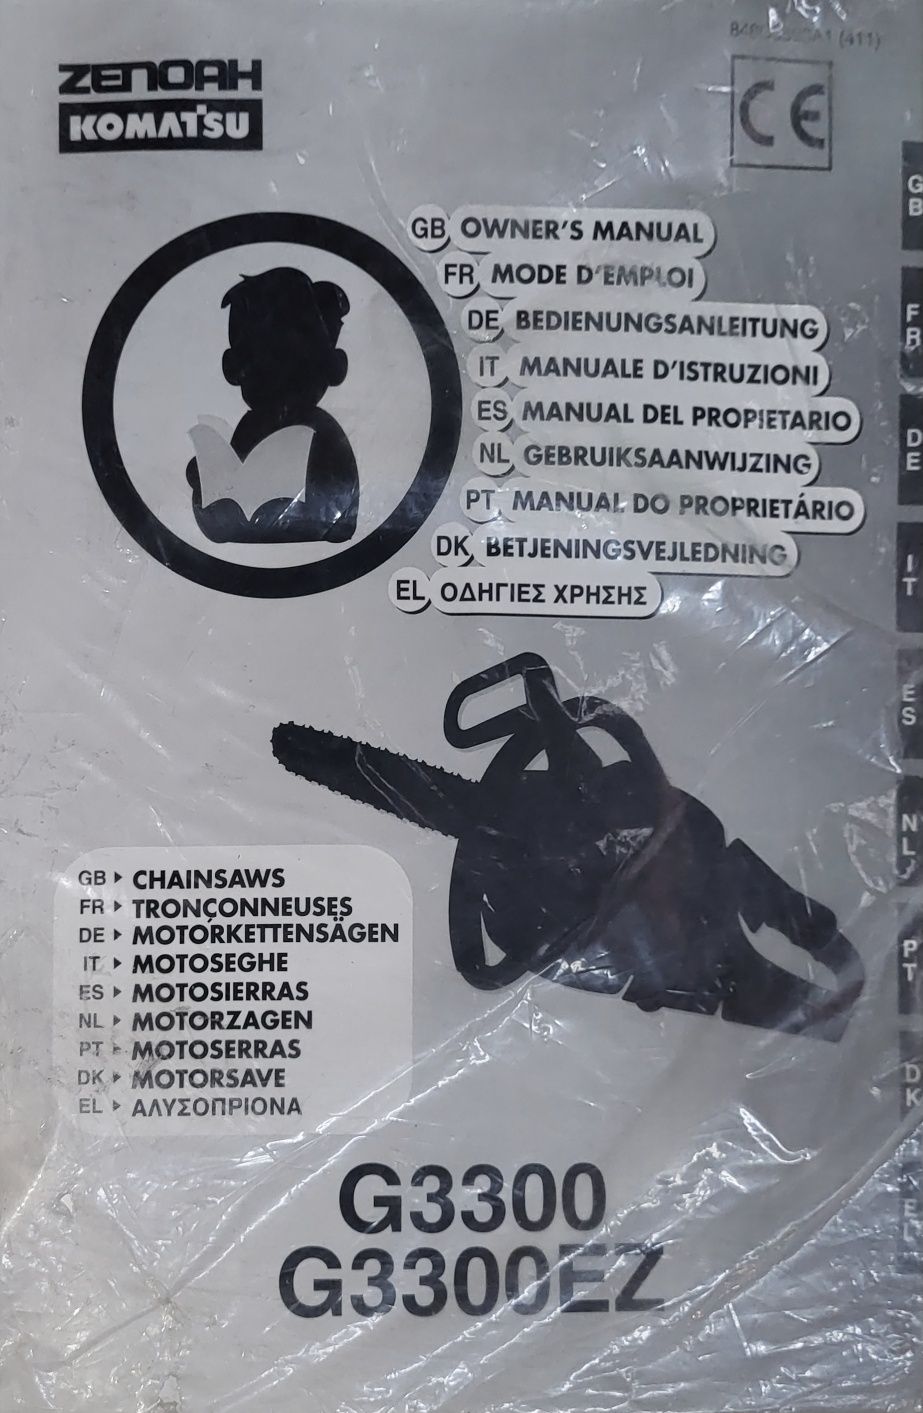 (411)
ZENOAH
KOMATSU
CE
GB OWNER'S MANUAL
FR MODE D'EMPLOI
DE BEDIENUNGSANLEITUNG
IT MANUALE D'ISTRUZIONI
ES MANUAL DEL PROPIETARIO
NL GEBRUIKSAANWIJZING
PT MANUAL DO PROPRIETÁRIO
DK BETJENINGSVEJLEDNING
EL ΟΔΗΓΙΕΣ ΧΡΗΣΗΣ
GB
FR
DE
IT
ES
NL
PT
DK
EL
GB ▸ CHAINSAWS
FR ▸ TRONÇONNEUSES
DE ▸ MOTORKETTENSÄGEN
IT ▸ MOTOSEGHE
ES ▸ MOTOSIERRAS
NL ▸ MOTORZAGEN
PT ▸ MOTOSERRAS
DK ▸ MOTORSAVE
EL ▸ ΑΛΥΣΟΠΡΙΟΝΑ
G3300
G3300EZ